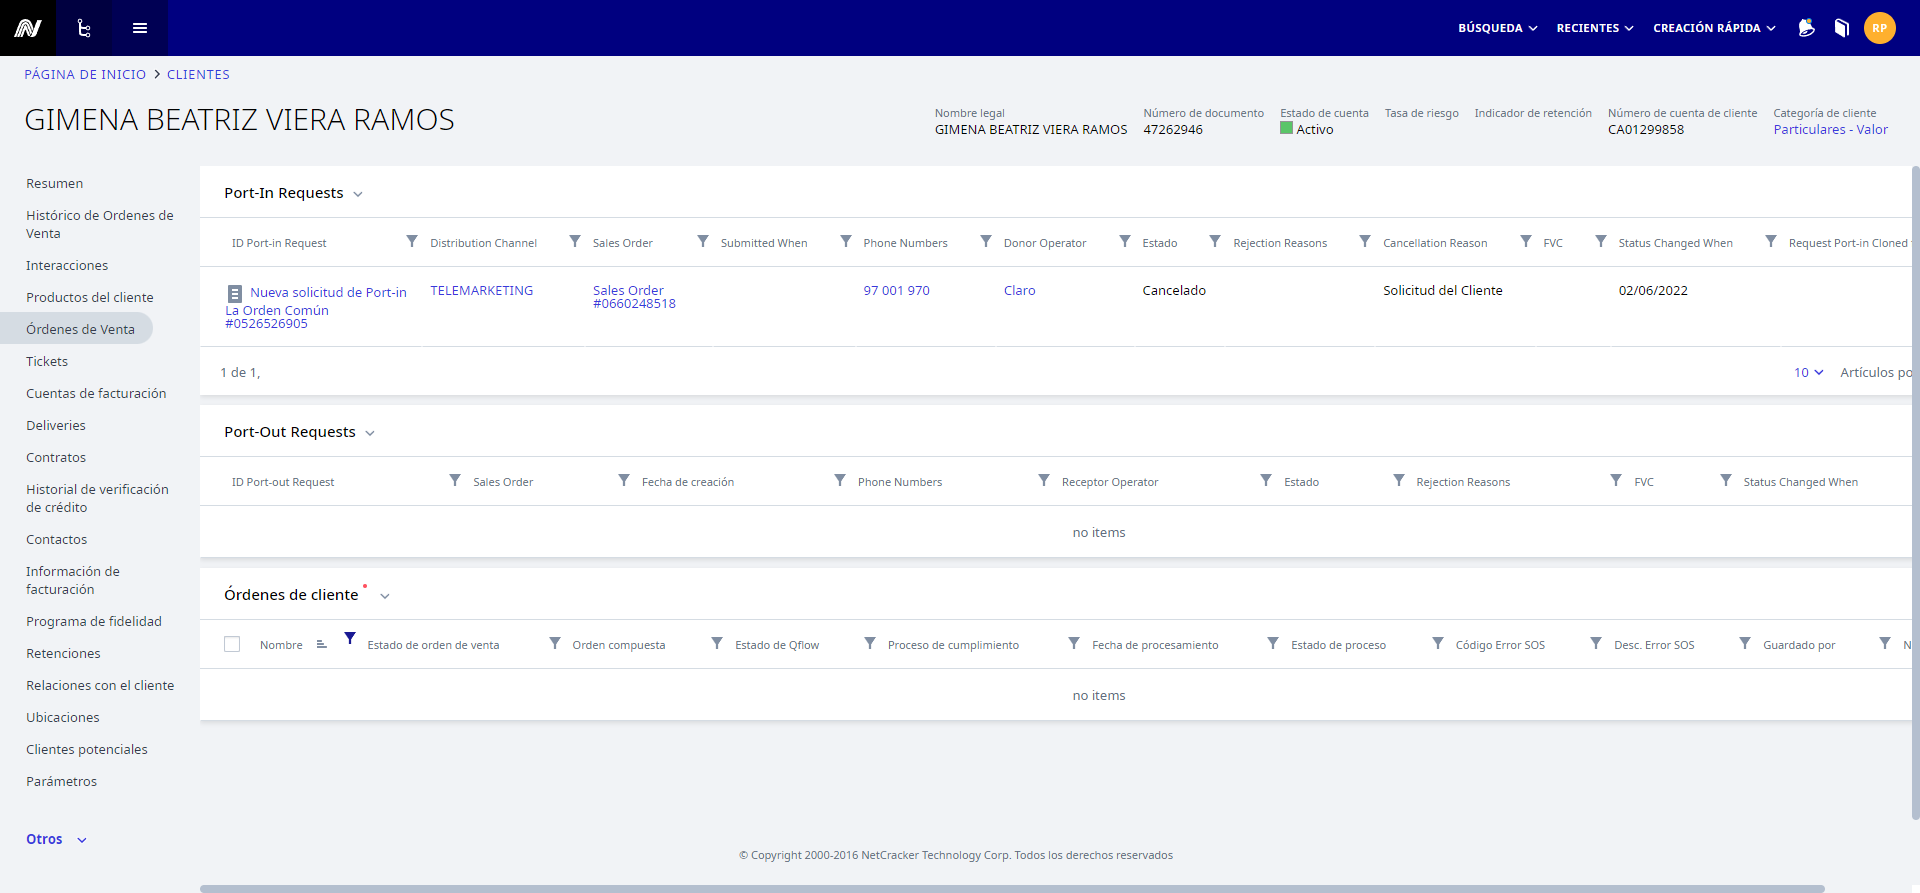 BÚSQUEDA
RECIENTES
CREACIÓN RÁPIDA
RP
PÁGINA DE INICIO > CLIENTES
GIMENA BEATRIZ VIERA RAMOS
Nombre legal
GIMENA BEATRIZ VIERA RAMOS
Número de documento
47262946
Estado de cuenta
Activo
Tasa de riesgo
Indicador de retención
Número de cuenta de cliente
CA01299858
Categoría de cliente
Particulares - Valor
Resumen
Histórico de Ordenes de
Venta
Interacciones
Productos del cliente
Órdenes de Venta
Tickets
Cuentas de facturación
Deliveries
Contratos
Historial de verificación
de crédito
Contactos
Información de
facturación
Programa de fidelidad
Retenciones
Relaciones con el cliente
Ubicaciones
Clientes potenciales
Parámetros
Otros
Port-In Requests
ID Port-in Request
Distribution Channel
Sales Order
Submitted When
Phone Numbers
Donor Operator
Estado
Rejection Reasons
Cancellation Reason
FVC
Status Changed When
Request Port-in Cloned
Nueva solicitud de Port-in
La Orden Común
#0526526905
TELEMARKETING
Sales Order
#0660248518
97 001 970
Claro
Cancelado
Solicitud del Cliente
02/06/2022
1 de 1,
10
Artículos po
Port-Out Requests
ID Port-out Request
Sales Order
Fecha de creación
Phone Numbers
Receptor Operator
Estado
Rejection Reasons
FVC
Status Changed When
no items
Órdenes de cliente
Nombre
Estado de orden de venta
Orden compuesta
Estado de Qflow
Proceso de cumplimiento
Fecha de procesamiento
Estado de proceso
Código Error SOS
Desc. Error SOS
Guardado por
N
no items
© Copyright 2000-2016 NetCracker Technology Corp. Todos los derechos reservados